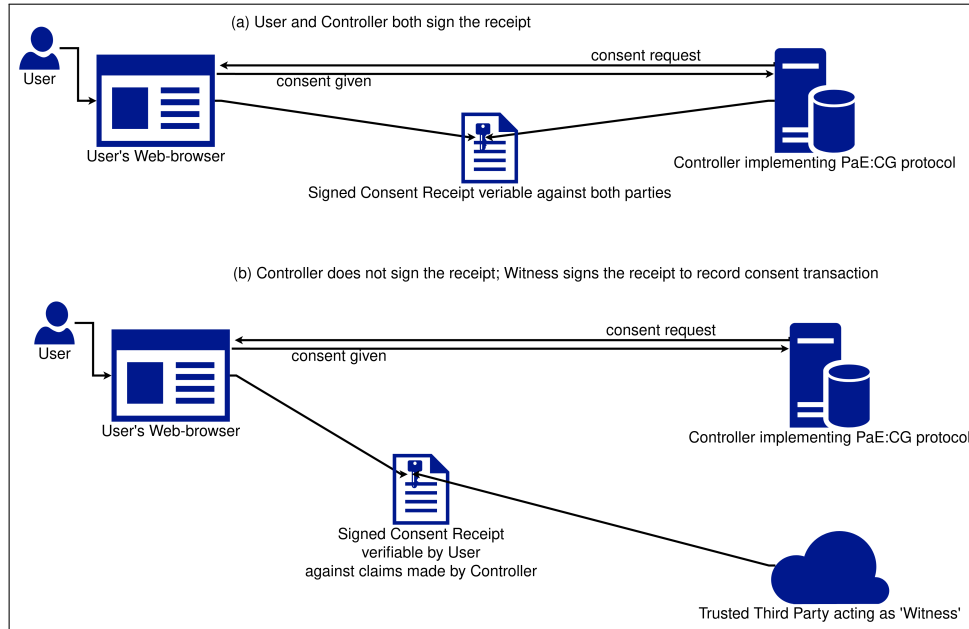 (a) User and Controller both sign the receipt
User
consent request
consent given
User's Web-browser
Controller implementing PaE:CG protocol
Signed Consent Receipt veriable against both parties
(b) Controller does not sign the receipt; Witness signs the receipt to record consent transaction
User
consent request
consent given
User's Web-browser
Controller implementing PaE:CG protocol
Signed Consent Receipt
verifiable by User
against claims made by Controller
Trusted Third Party acting as 'Witness'